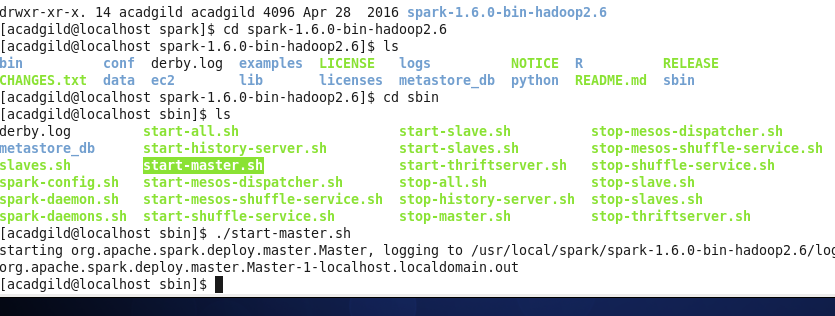 drwxr-xr-x. 14 acadgild acadgild 4096 Apr 28  2016 spark-1.6.0-bin-hadoop2.6
[acadgild@localhost spark]$ cd spark-1.6.0-bin-hadoop2.6
[acadgild@localhost spark-1.6.0-bin-hadoop2.6]$ ls
bin          conf  derby.log  examples  LICENSE   logs          NOTICE  R          RELEASE
CHANGES.txt  data  ec2        lib       licenses  metastore_db  python  README.md  sbin
[acadgild@localhost spark-1.6.0-bin-hadoop2.6]$ cd sbin
[acadgild@localhost sbin]$ ls
derby.log         start-all.sh                    start-slave.sh          stop-mesos-dispatcher.sh
metastore_db      start-history-server.sh         start-slaves.sh         stop-mesos-shuffle-service.sh
slaves.sh         start-master.sh                 start-thriftserver.sh   stop-shuffle-service.sh
spark-config.sh   start-mesos-dispatcher.sh       stop-all.sh             stop-slave.sh
spark-daemon.sh   start-mesos-shuffle-service.sh  stop-history-server.sh  stop-slaves.sh
spark-daemons.sh  start-shuffle-service.sh        stop-master.sh          stop-thriftserver.sh
[acadgild@localhost sbin]$ ./start-master.sh
starting org.apache.spark.deploy.master.Master, logging to /usr/local/spark/spark-1.6.0-bin-hadoop2.6/log
org.apache.spark.deploy.master.Master-1-localhost.localdomain.out
[acadgild@localhost sbin]$